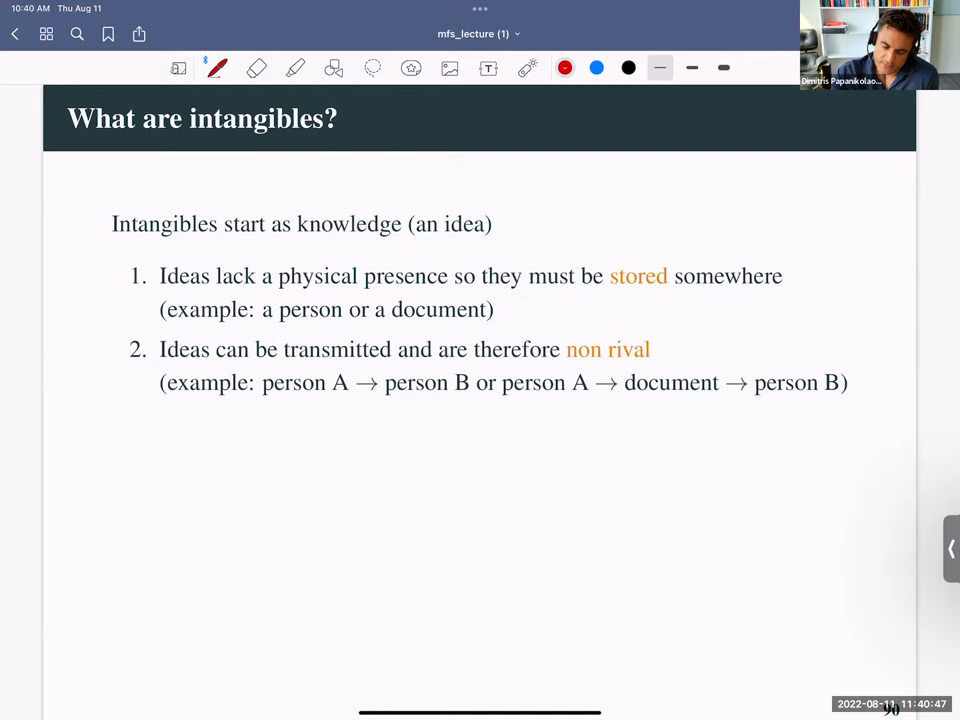 10:40 AM Thu Aug 11
mfs_lecture (1)
Dimitris Papanikolao...
What are intangibles?
Intangibles start as knowledge (an idea)
1. Ideas lack a physical presence so they must be stored somewhere
(example: a person or a document)
2. Ideas can be transmitted and are therefore non rival
(example: person A → person B or person A → document → person B)
2022-08-11 11:40:47
90